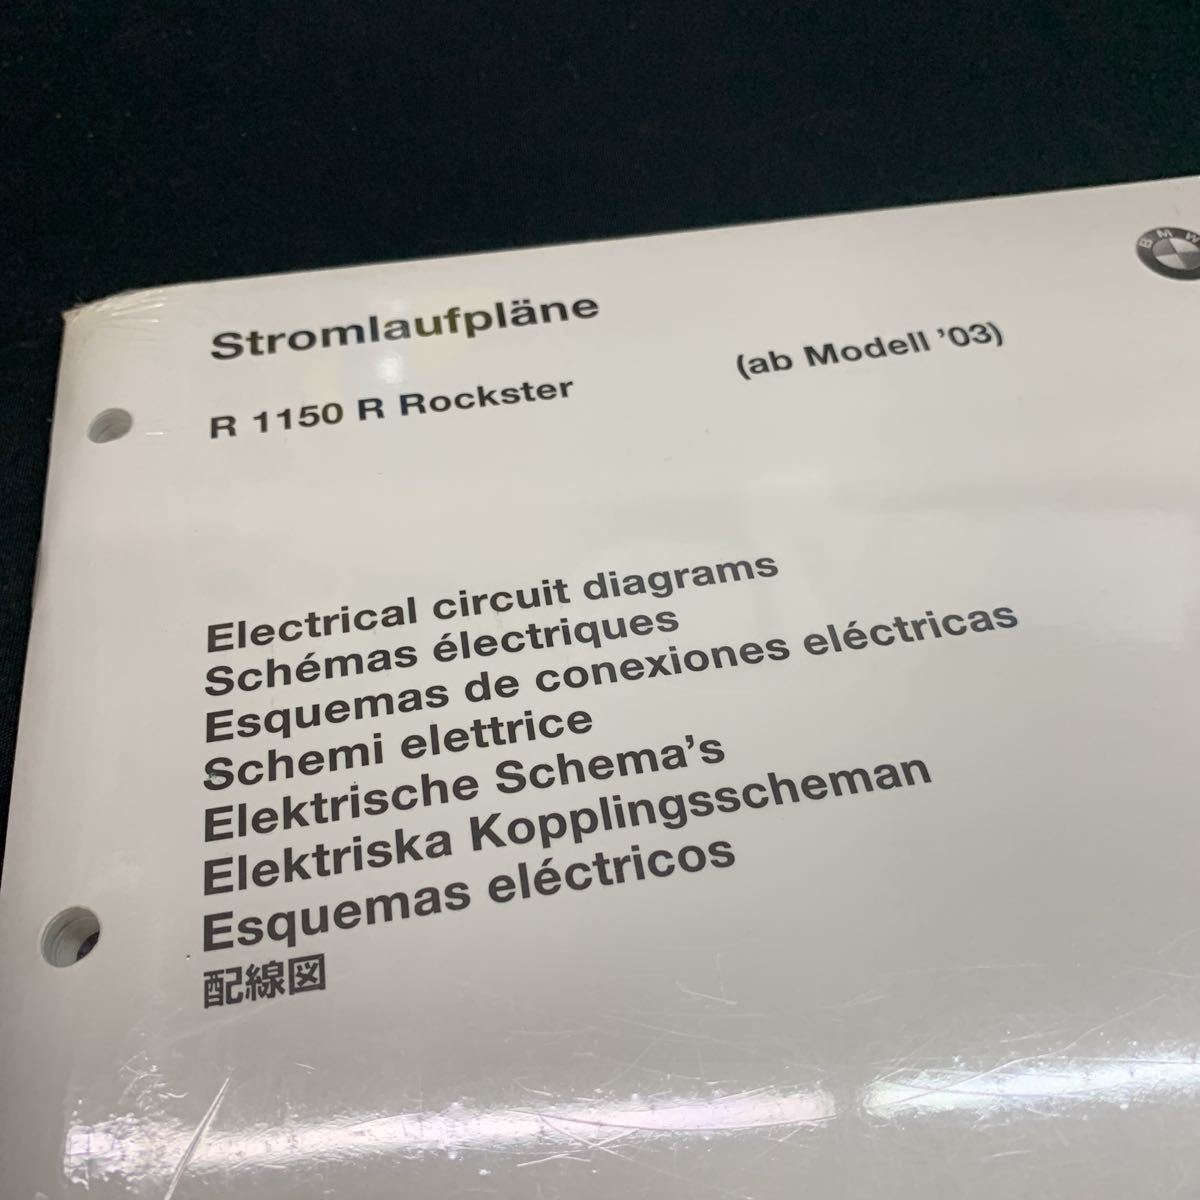 BMW
Stromlaufpläne
R 1150 R Rockster (ab Modell '03)
Electrical circuit diagrams
Schémas électriques
Esquemas de conexiones eléctricas
Schemi elettrice
Elektrische Schema's
Elektriska Kopplingsscheman
Esquemas eléctricos
配線図